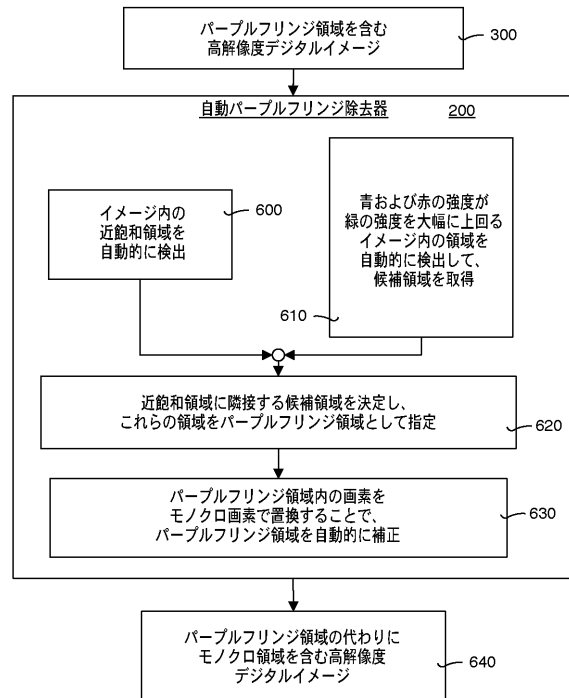 パープルフリンジ領域を含む
高解像度デジタルイメージ
300
自動パープルフリンジ除去器 200
イメージ内の
近飽和領域を
自動的に検出
600
青および赤の強度が
緑の強度を大幅に上回る
イメージ内の領域を
自動的に検出して、
候補領域を取得
610
近飽和領域に隣接する候補領域を決定し、
これらの領域をパープルフリンジ領域として指定
620
パープルフリンジ領域内の画素を
モノクロ画素で置換することで、
パープルフリンジ領域を自動的に補正
630
パープルフリンジ領域の代わりに
モノクロ領域を含む高解像度
デジタルイメージ
640